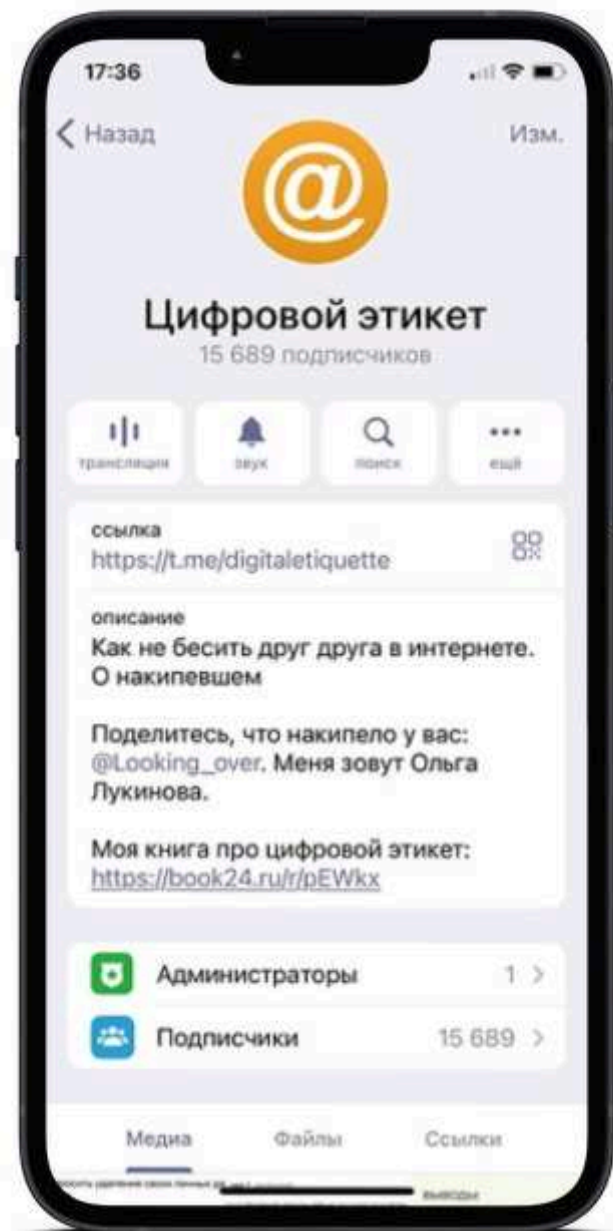 17:36
Назад
Изм.
@
Цифровой этикет
15 689 подписчиков
трансляция
звук
поиск
ещё
ссылка
https://t.me/digitaletiquette
описание
Как не бесить друг друга в интернете.
О накипевшем
Поделитесь, что накипело у вас:
@Looking_over. Меня зовут Ольга
Лукинова.
Моя книга про цифровой этикет:
https://book24.ru/r/pEWkx
Администраторы 1
Подписчики 15 689
Медиа Файлы Ссылки
выводы